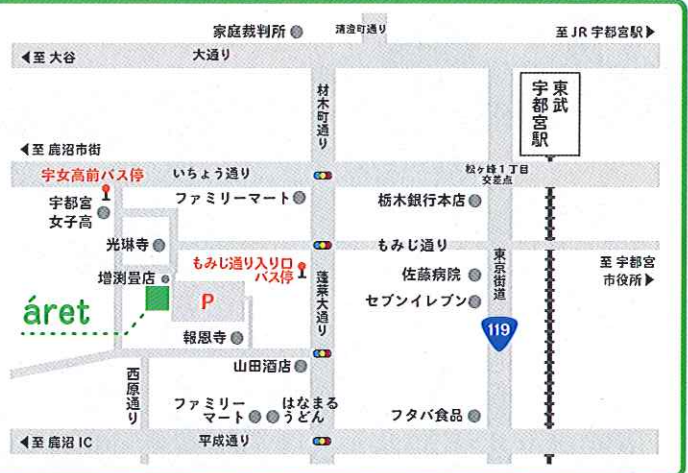 家庭裁判所
清澄町通り
至JR宇都宮駅▶
◀至 大谷
大通り
材木町通り
東武
宇都宮駅
◀至 鹿沼市街
いちょう通り
松ヶ峰1丁目
交差点
宇女高前バス停
宇都宮
女子高
ファミリーマート
栃木銀行本店
光琳寺
もみじ通り
もみじ通り入り口
バス停
蓬莱大通り
佐藤病院
東京街道
至 宇都宮
市役所▶
増渕畳店
セブンイレブン
P
áret
119
報恩寺
山田酒店
西原通り
ファミリー
マート
はなまる
うどん
フタバ食品
◀至 鹿沼 IC
平成通り